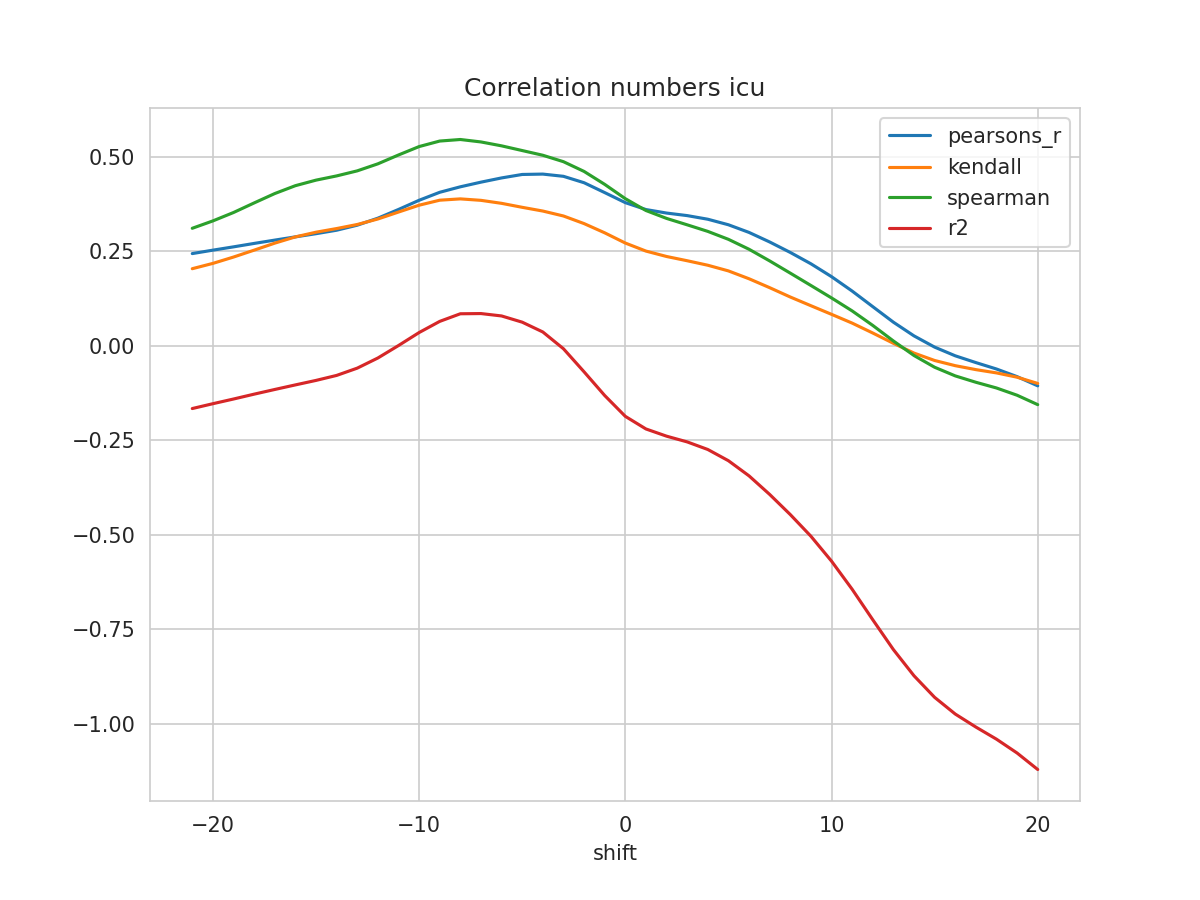 Correlation numbers icu
pearsons_r
kendall
spearman
r2
0.50
0.25
0.00
−0.25
−0.50
−0.75
−1.00
−20 −10 0 10 20
shift